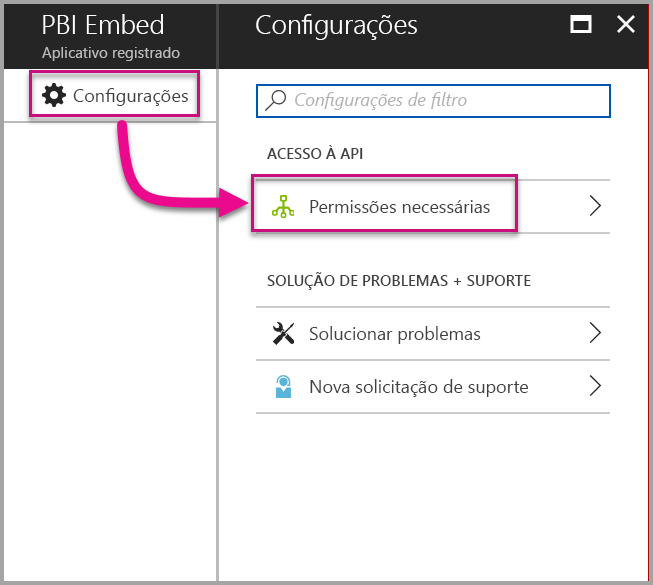 PBI Embed
Aplicativo registrado
Configurações
Configurações
Configurações de filtro
ACESSO À API
Permissões necessárias
SOLUÇÃO DE PROBLEMAS + SUPORTE
Solucionar problemas
Nova solicitação de suporte